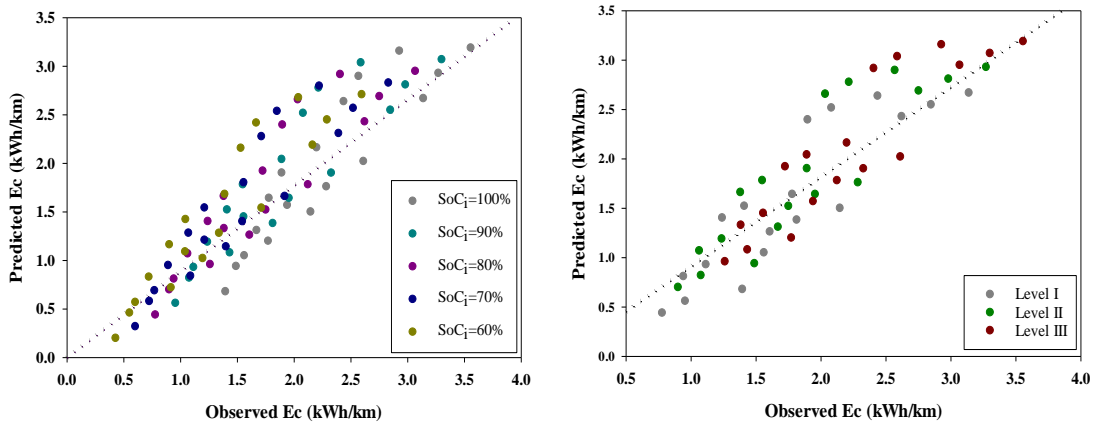 3.5
3.0
2.5
2.0
1.5
1.0
0.5
0.0
Predicted Ec (kWh/km)
0.0 0.5 1.0 1.5 2.0 2.5 3.0 3.5 4.0
Observed Ec (kWh/km)
SoCi=100%
SoCi=90%
SoCi=80%
SoCi=70%
SoCi=60%
3.5
3.0
2.5
2.0
1.5
1.0
0.5
0.0
Predicted Ec (kWh/km)
0.5 1.0 1.5 2.0 2.5 3.0 3.5 4.0
Observed Ec (kWh/km)
Level I
Level II
Level III